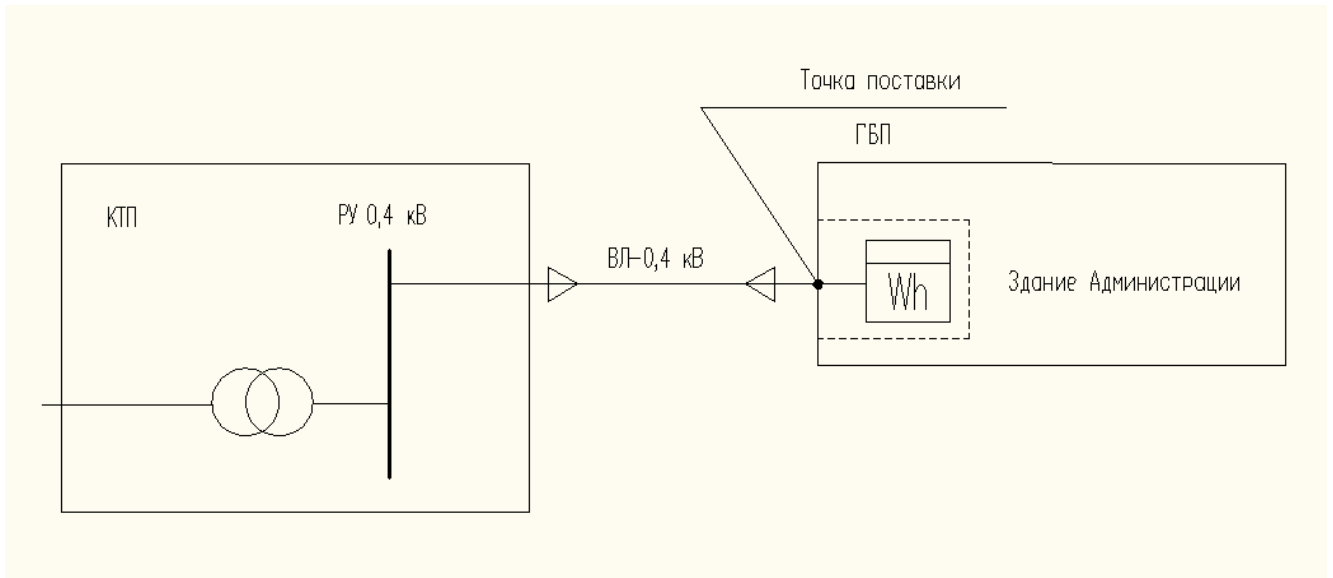 Точка поставки
ГБП
КТП
РУ 0,4 кВ
ВЛ-0,4 кВ
Wh
Здание Администрации